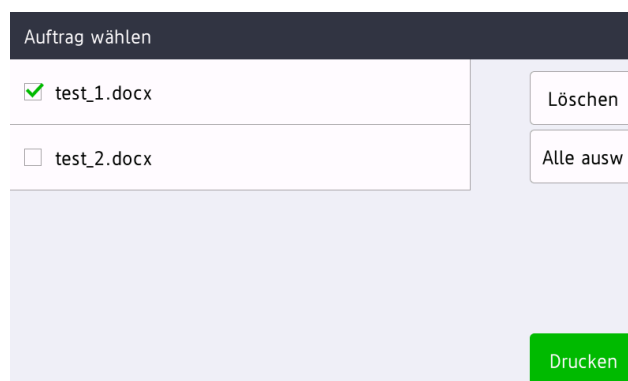 Auftrag wählen
test_1.docx
Löschen
test_2.docx
Alle ausw
Drucken